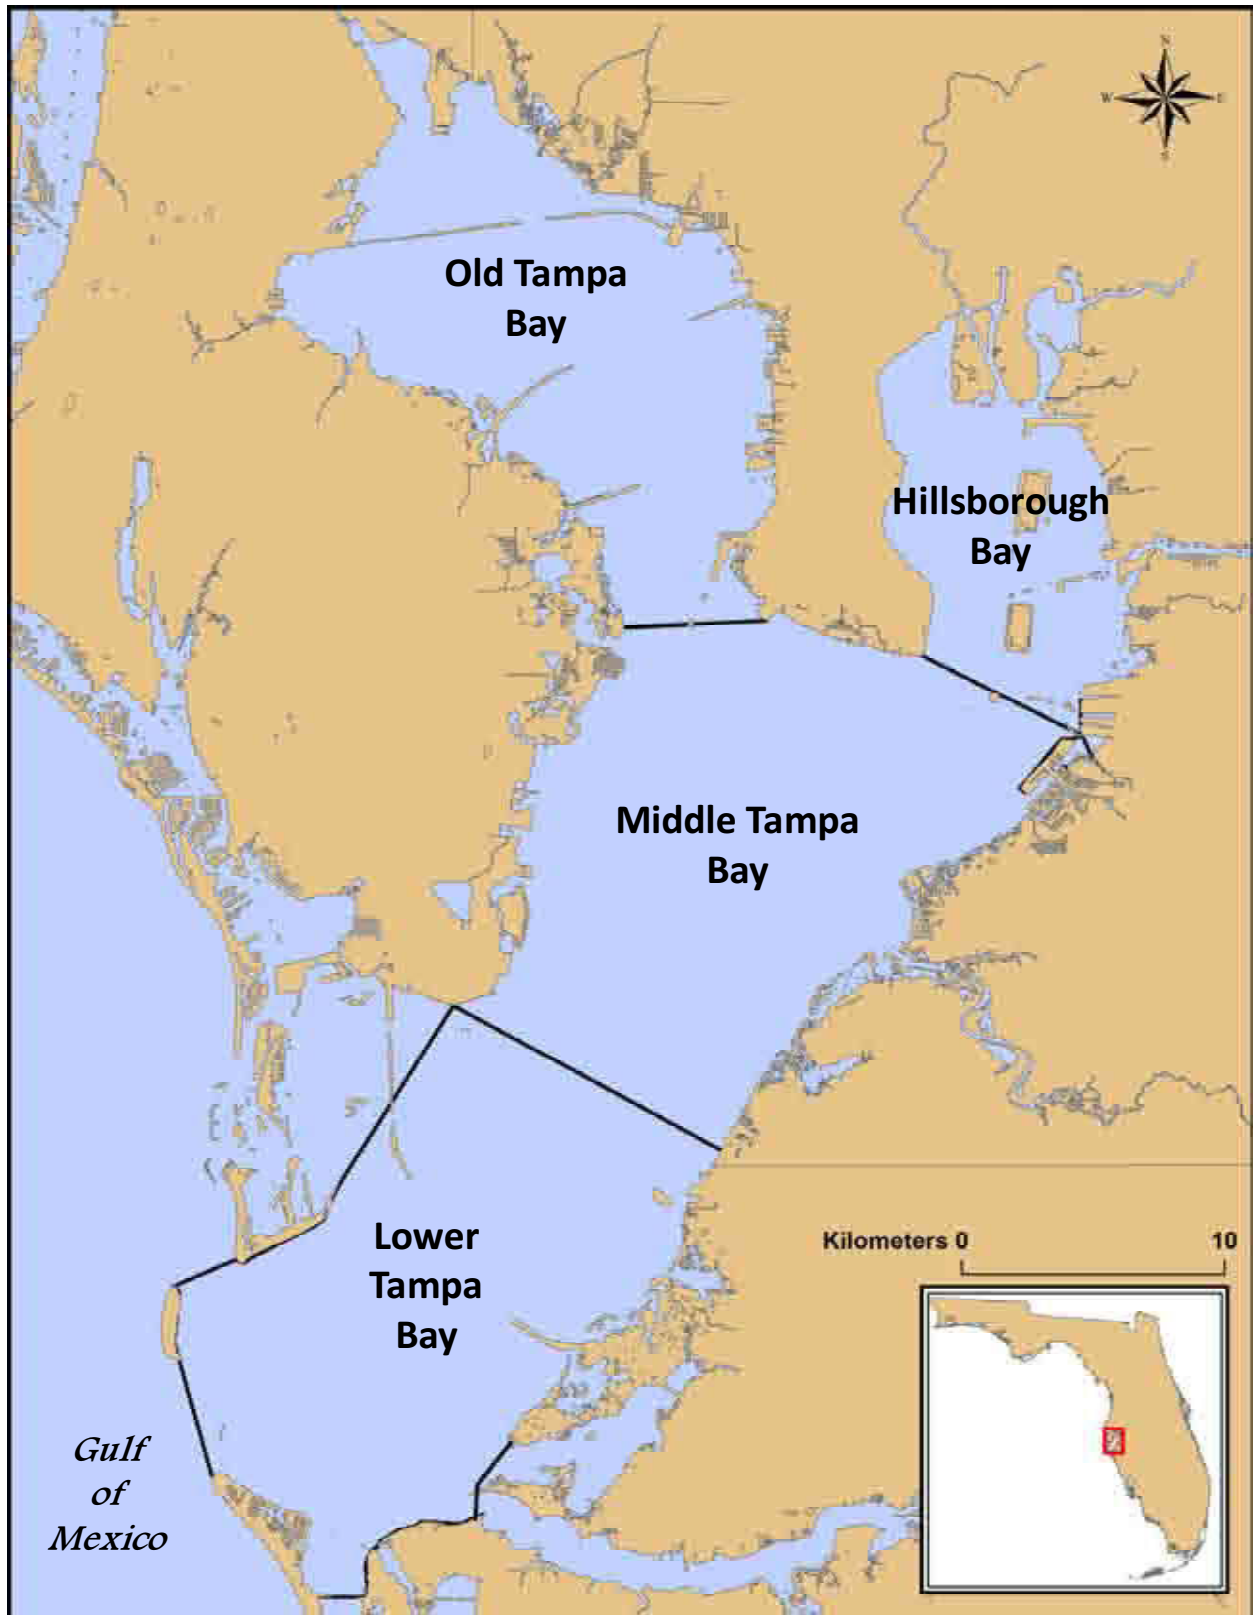 N
W E
S
Old Tampa
Bay
Hillsborough
Bay
Middle Tampa
Bay
Lower
Tampa
Bay
Kilometers 0 10
Gulf
of
Mexico